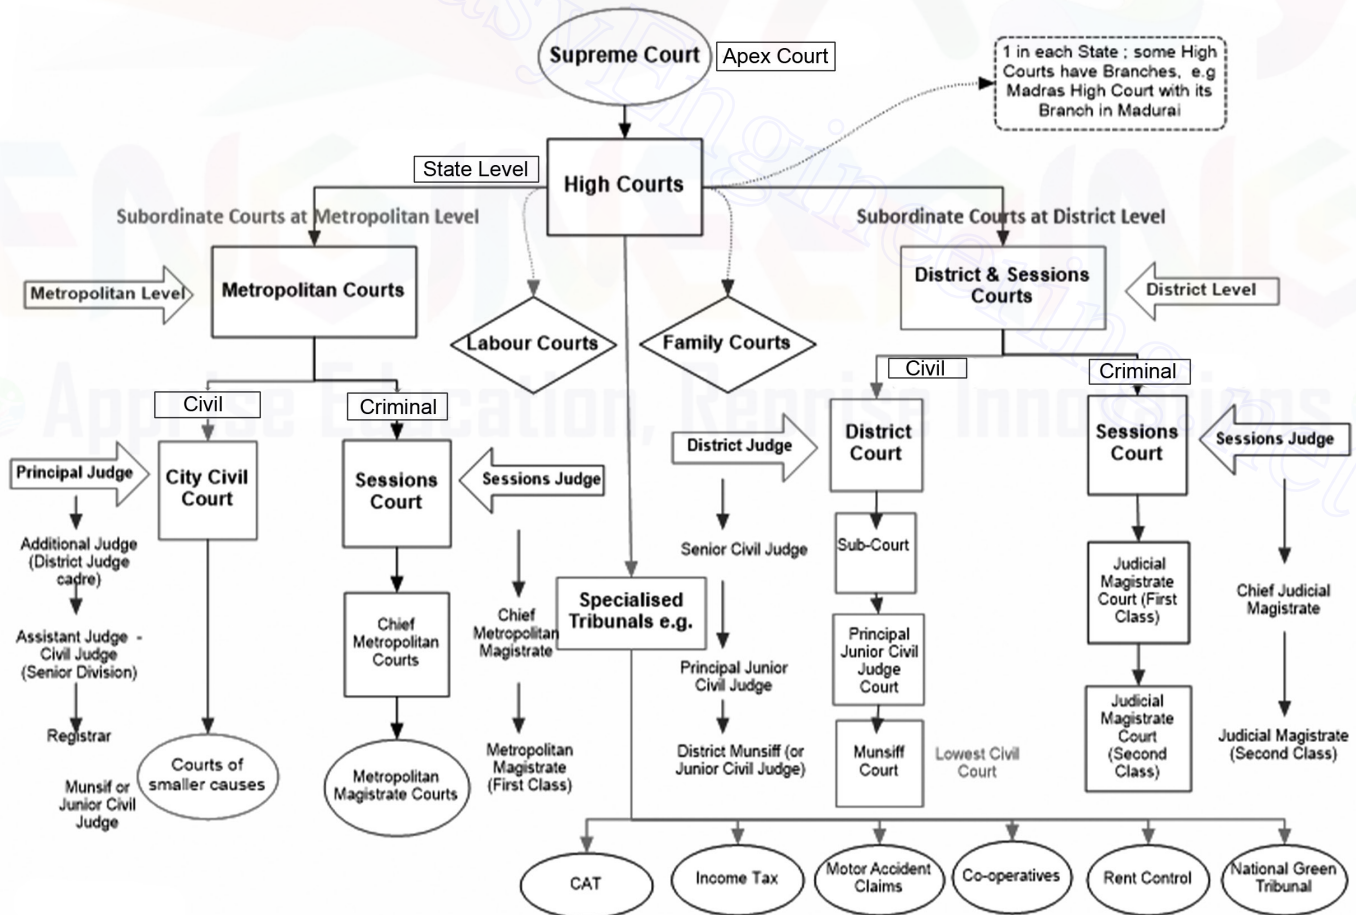 Supreme Court
Apex Court
1 in each State ; some High
Courts have Branches, e.g
Madras High Court with its
Branch in Madurai
State Level
High Courts
Subordinate Courts at Metropolitan Level
Subordinate Courts at District Level
Metropolitan Level
Metropolitan Courts
Labour Courts
Family Courts
District & Sessions
Courts
District Level
Civil
Criminal
Civil
Criminal
Principal Judge
City Civil
Court
Sessions
Court
Sessions Judge
District Judge
District
Court
Sessions
Court
Sessions Judge
Additional Judge
(District Judge
cadre)
Assistant Judge -
Civil Judge
(Senior Division)
Registrar
Munsif or
Junior Civil
Judge
Courts of
smaller causes
Chief
Metropolitan
Courts
Metropolitan
Magistrate Courts
Chief
Metropolitan
Magistrate
Metropolitan
Magistrate
(First Class)
Specialised
Tribunals e.g.
Senior Civil Judge
Principal Junior
Civil Judge
District Munsiff (or
Junior Civil Judge)
Sub-Court
Principal
Junior Civil
Judge
Court
Munsiff
Court
Lowest Civil
Court
Judicial
Magistrate
Court (First
Class)
Judicial
Magistrate
Court
(Second
Class)
Chief Judicial
Magistrate
Judicial Magistrate
(Second Class)
CAT
Income Tax
Motor Accident
Claims
Co-operatives
Rent Control
National Green
Tribunal
Apprise Education, Reprise Innovations